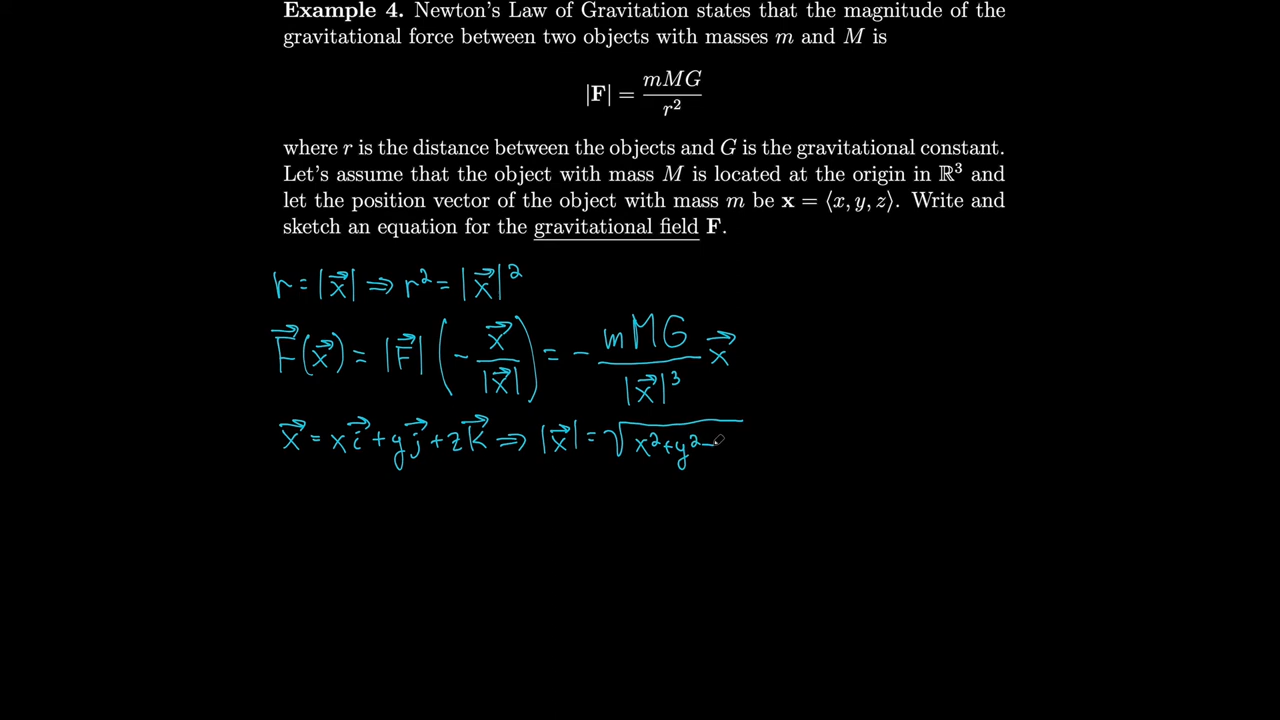 Example 4. Newton's Law of Gravitation states that the magnitude of the
gravitational force between two objects with masses m and M is
|F| = mMG / r²
where r is the distance between the objects and G is the gravitational constant.
Let's assume that the object with mass M is located at the origin in ℝ³ and
let the position vector of the object with mass m be x = ⟨x, y, z⟩. Write and
sketch an equation for the gravitational field F.
r = |x⃗| ⇒ r² = |x⃗|²
F⃗(x⃗) = |F⃗| (− x⃗ / |x⃗|) = − mMG / |x⃗|³ x⃗
x⃗ = x i⃗ + y j⃗ + z k⃗ ⇒ |x⃗| = √(x² + y² −